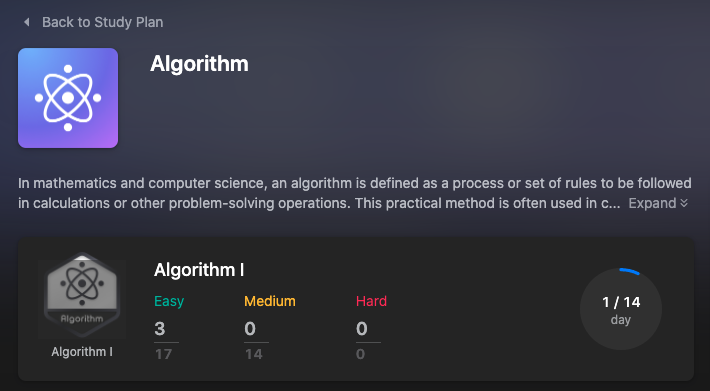 Back to Study Plan
Algorithm
In mathematics and computer science, an algorithm is defined as a process or set of rules to be followed
in calculations or other problem-solving operations. This practical method is often used in c... Expand
Algorithm I
Easy Medium Hard
3 0 0
17 14 0
1 / 14
day
Algorithm
Algorithm I